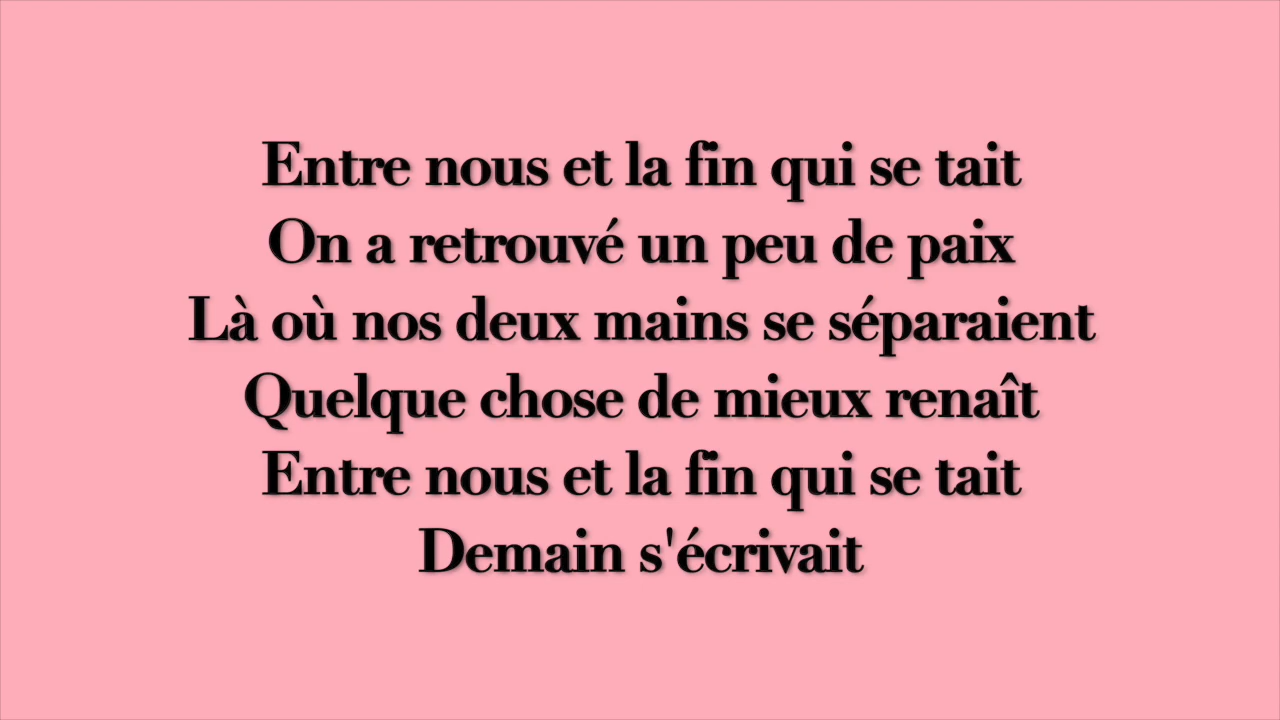 Entre nous et la fin qui se tait
On a retrouvé un peu de paix
Là où nos deux mains se séparaient
Quelque chose de mieux renaît
Entre nous et la fin qui se tait
Demain s'écrivait